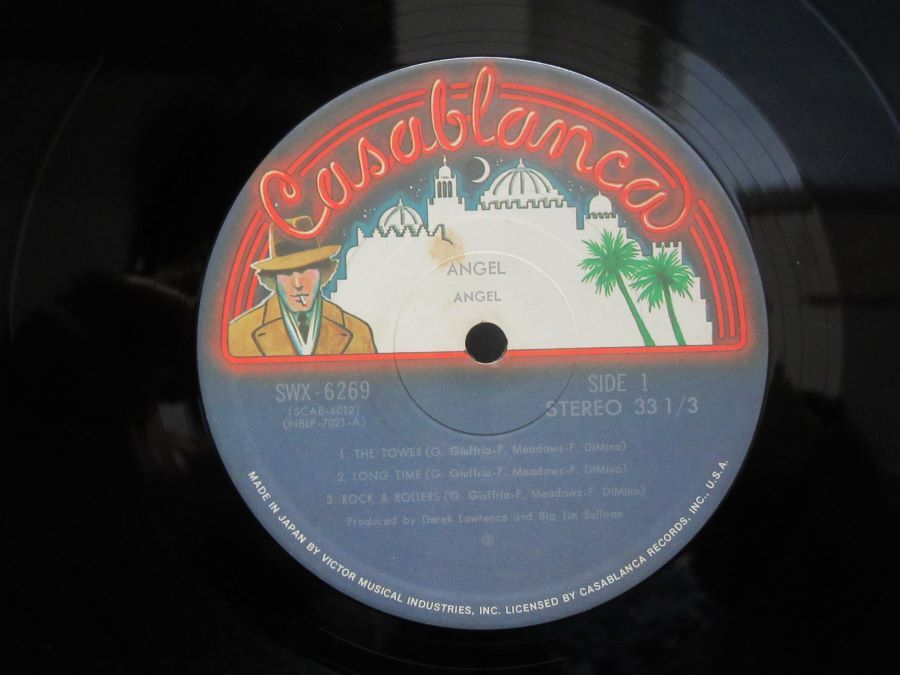 Casablanca
ANGEL
ANGEL
SWX-6269
(SCAB-6012)
(NBLP-7021-A)
SIDE 1
STEREO 33 1/3
1. THE TOWER (G. Giuffria-P. Meadows-F. DiMino)
2. LONG TIME (G. Giuffria-P. Meadows-F. DiMino)
3. ROCK & ROLLERS (G. Giuffria-P. Meadows-F. DiMino)
Produced by Derek Lawrence and Big Jim Sullivan
Ⓟ
MADE IN JAPAN BY VICTOR MUSICAL INDUSTRIES, INC. LICENSED BY CASABLANCA RECORDS, INC., U.S.A.